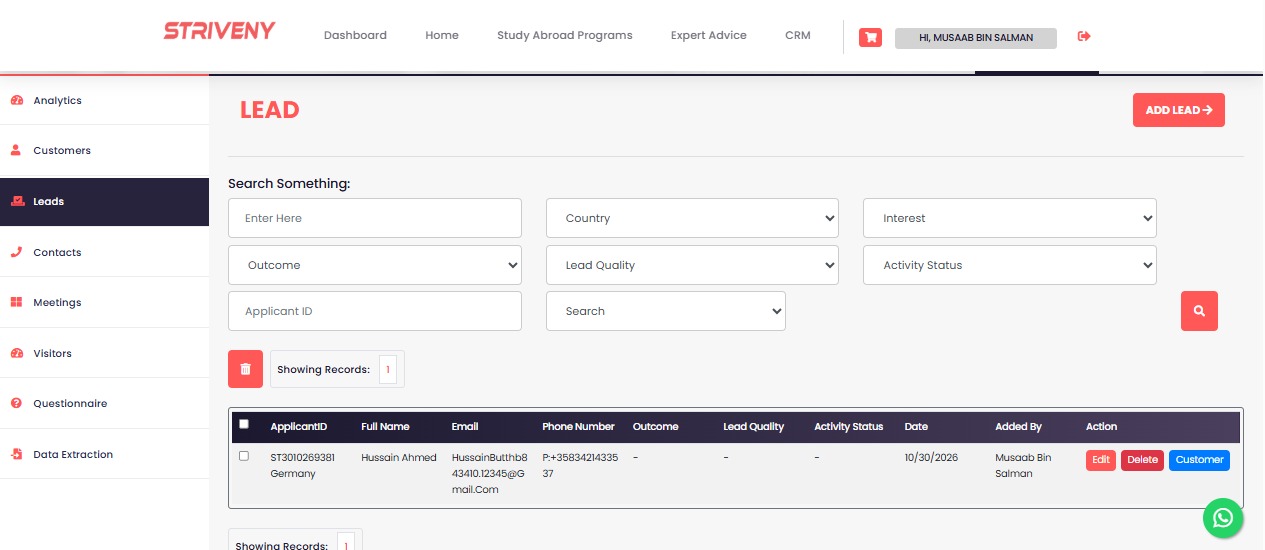 STRIVENY
Dashboard Home Study Abroad Programs Expert Advice CRM HI, MUSAAB BIN SALMAN
Analytics
Customers
Leads
Contacts
Meetings
Visitors
Questionnaire
Data Extraction
LEAD
ADD LEAD
Search Something:
Enter Here Country Interest
Outcome Lead Quality Activity Status
Applicant ID Search
Showing Records: 1
ApplicantID Full Name Email Phone Number Outcome Lead Quality Activity Status Date Added By Action
ST3010269381 Hussain Ahmed HussainButthb8 P:+35834214335 - - - 10/30/2026 Musaab Bin Edit Delete Customer
Germany 43410.12345@G 37 Salman
mail.Com
Showing Records: 1